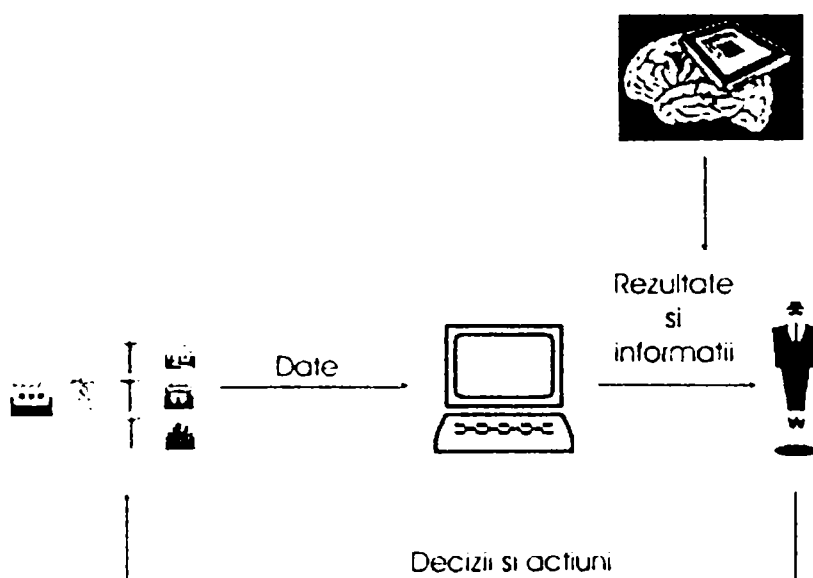 Rezultate
si
informatii
Date
Decizii si actiuni